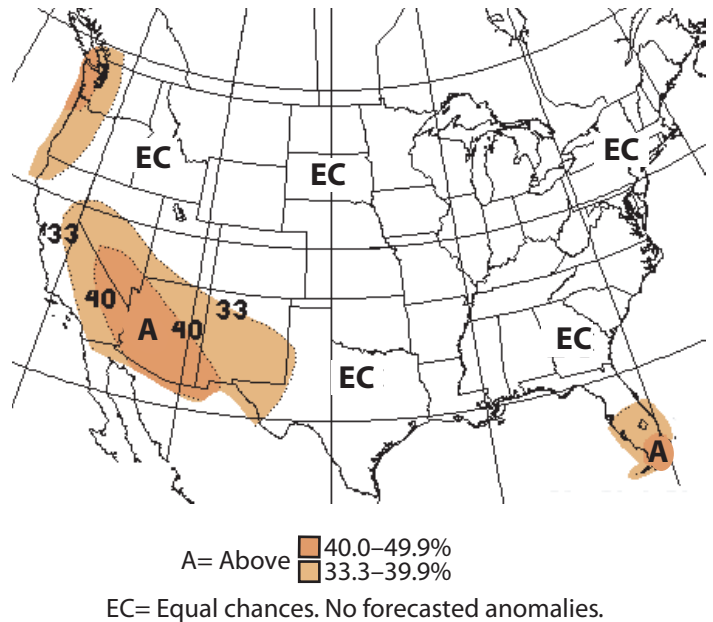 EC
EC
EC
33
40
A
40
33
EC
EC
A
A= Above
40.0–49.9%
33.3–39.9%
EC= Equal chances. No forecasted anomalies.